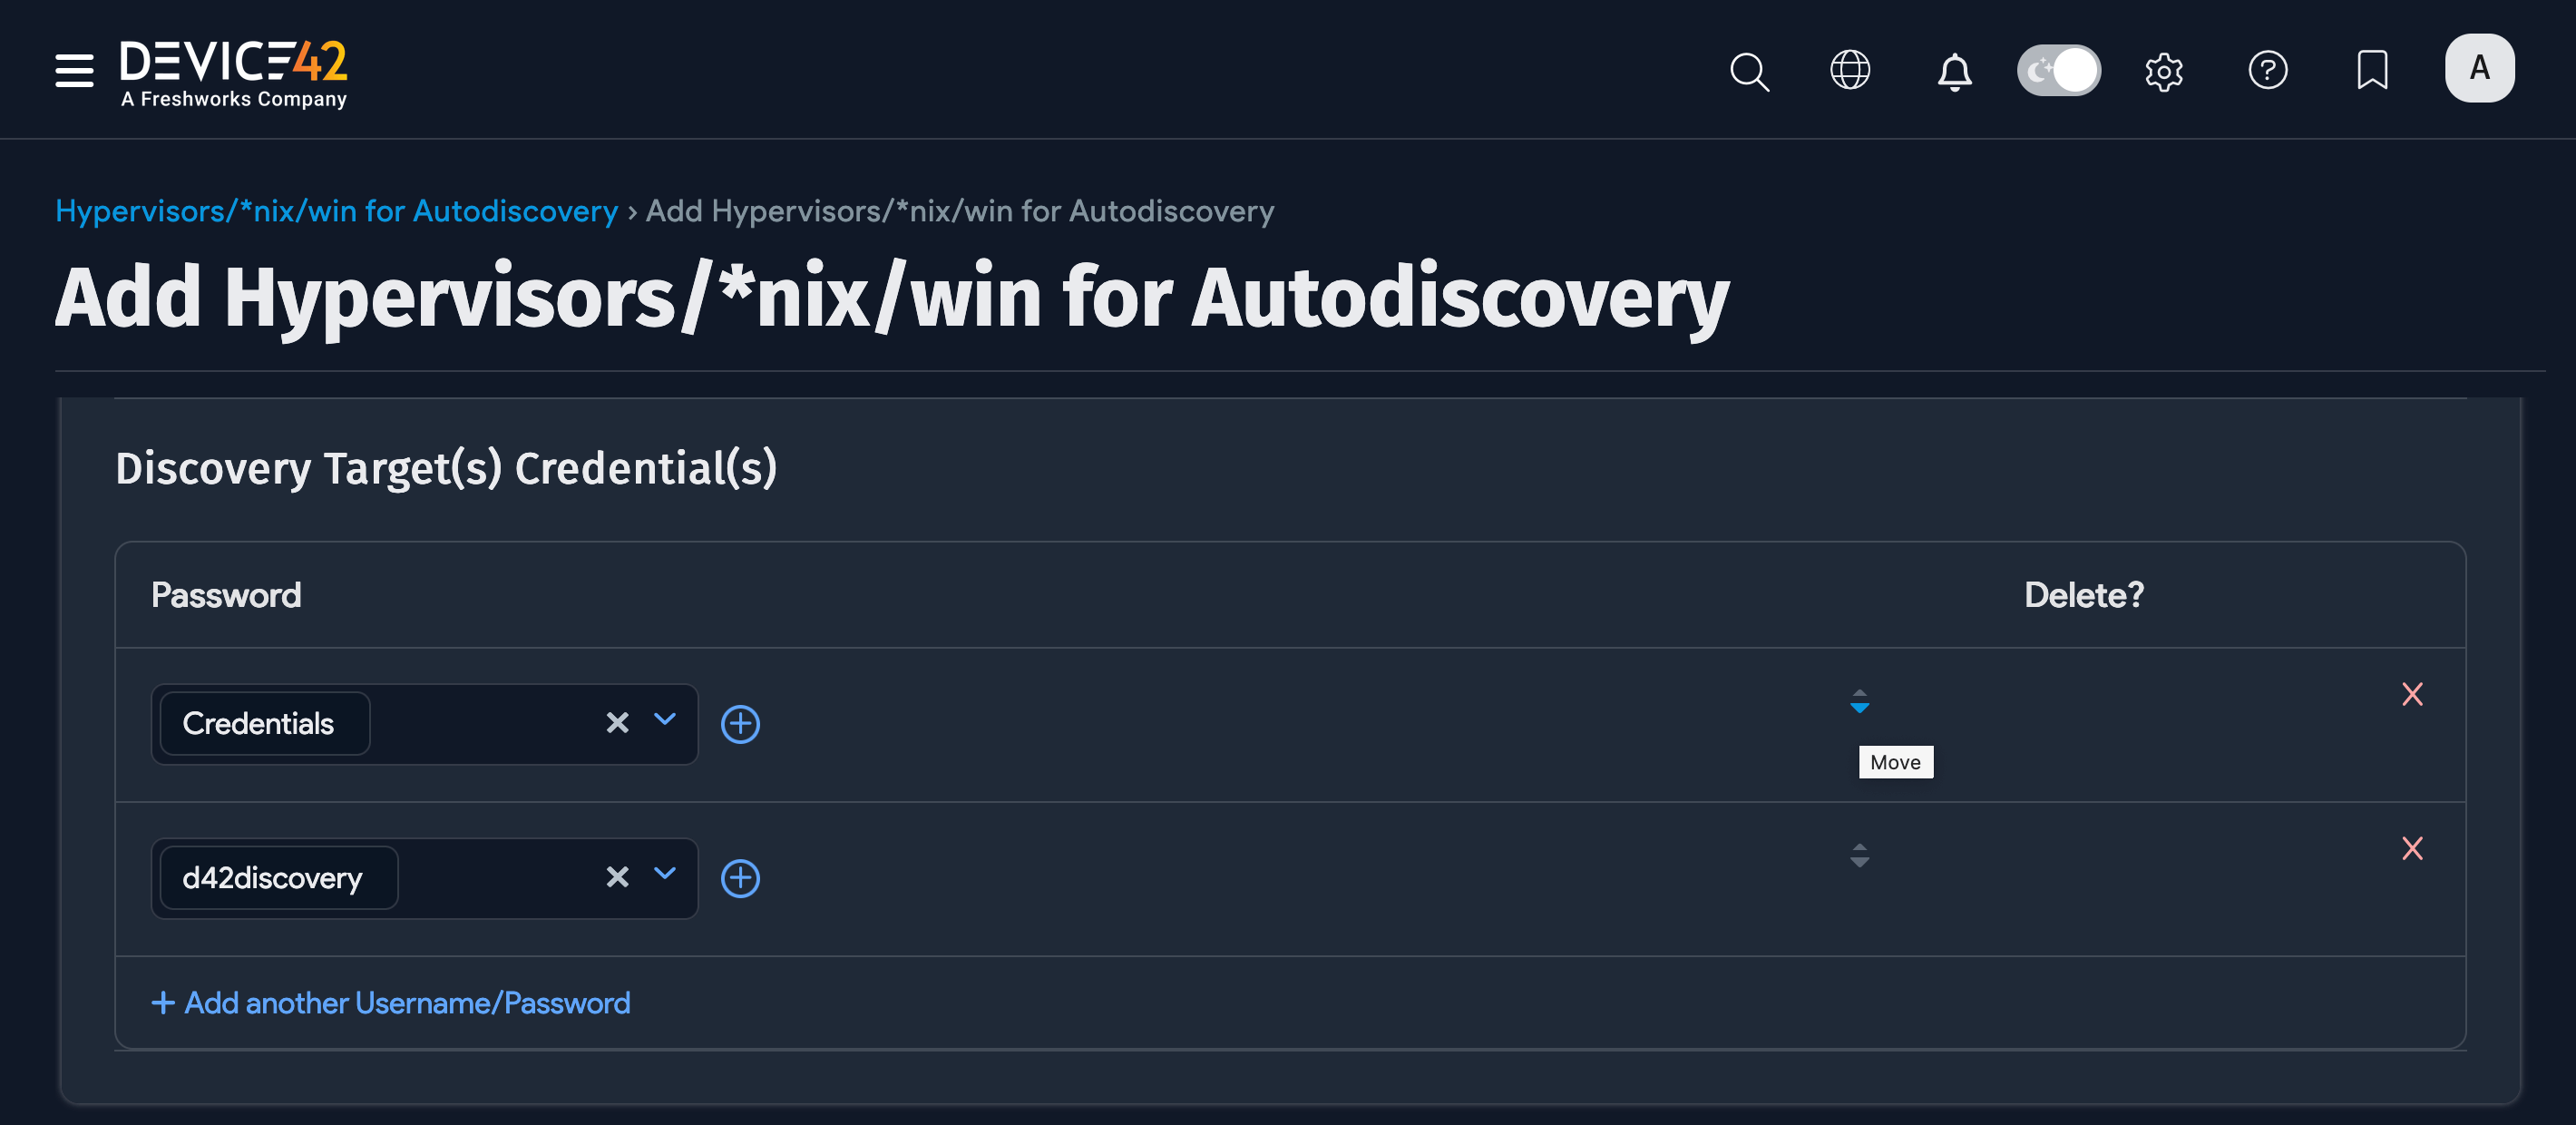 DEVICE42
A Freshworks Company
A
Hypervisors/*nix/win for Autodiscovery › Add Hypervisors/*nix/win for Autodiscovery
Add Hypervisors/*nix/win for Autodiscovery
Discovery Target(s) Credential(s)
Password Delete?
Credentials
Move
d42discovery
+ Add another Username/Password